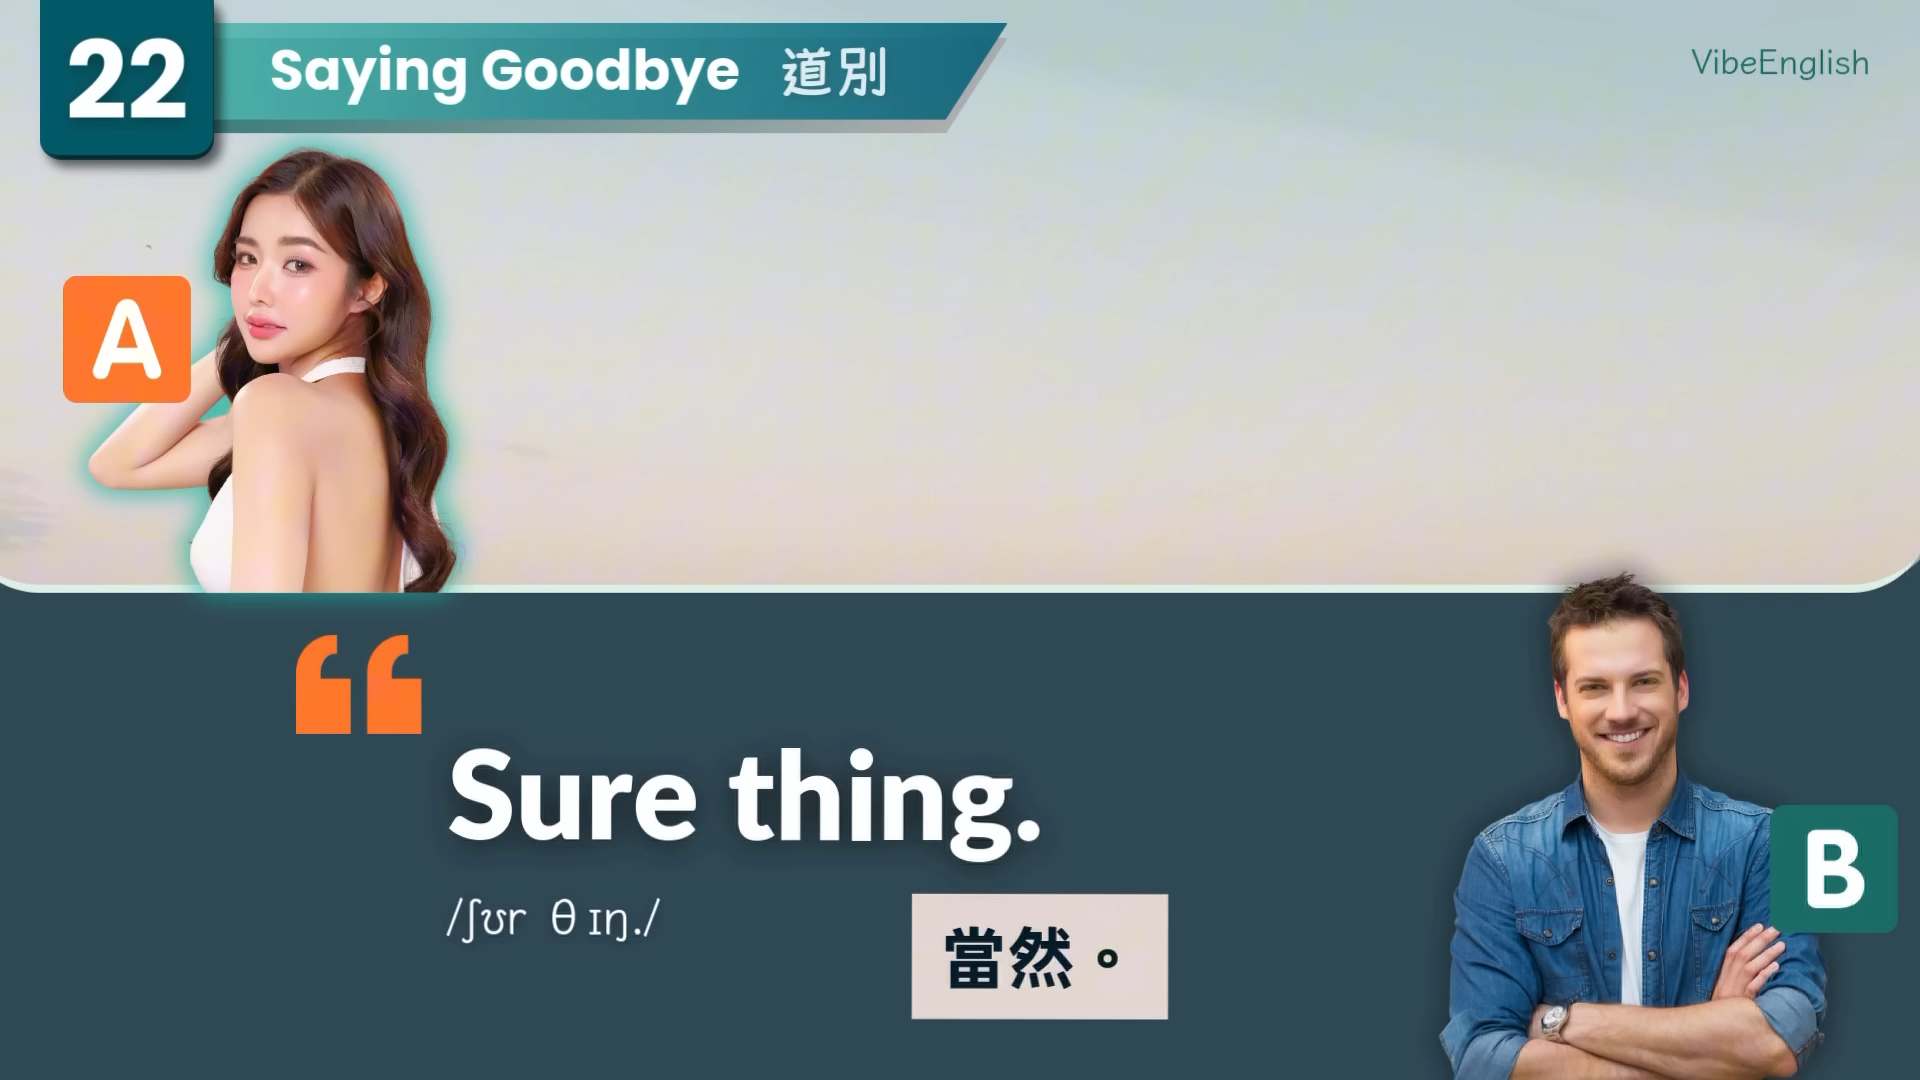 22
Saying Goodbye 道別
VibeEnglish
A
“
Sure thing.
/ʃʊr θɪŋ./
當然。
B